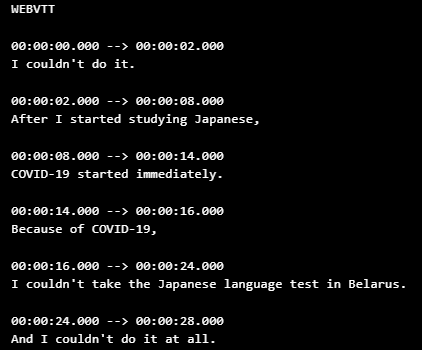 WEBVTT
00:00:00.000 --> 00:00:02.000
I couldn't do it.
00:00:02.000 --> 00:00:08.000
After I started studying Japanese,
00:00:08.000 --> 00:00:14.000
COVID-19 started immediately.
00:00:14.000 --> 00:00:16.000
Because of COVID-19,
00:00:16.000 --> 00:00:24.000
I couldn't take the Japanese language test in Belarus.
00:00:24.000 --> 00:00:28.000
And I couldn't do it at all.